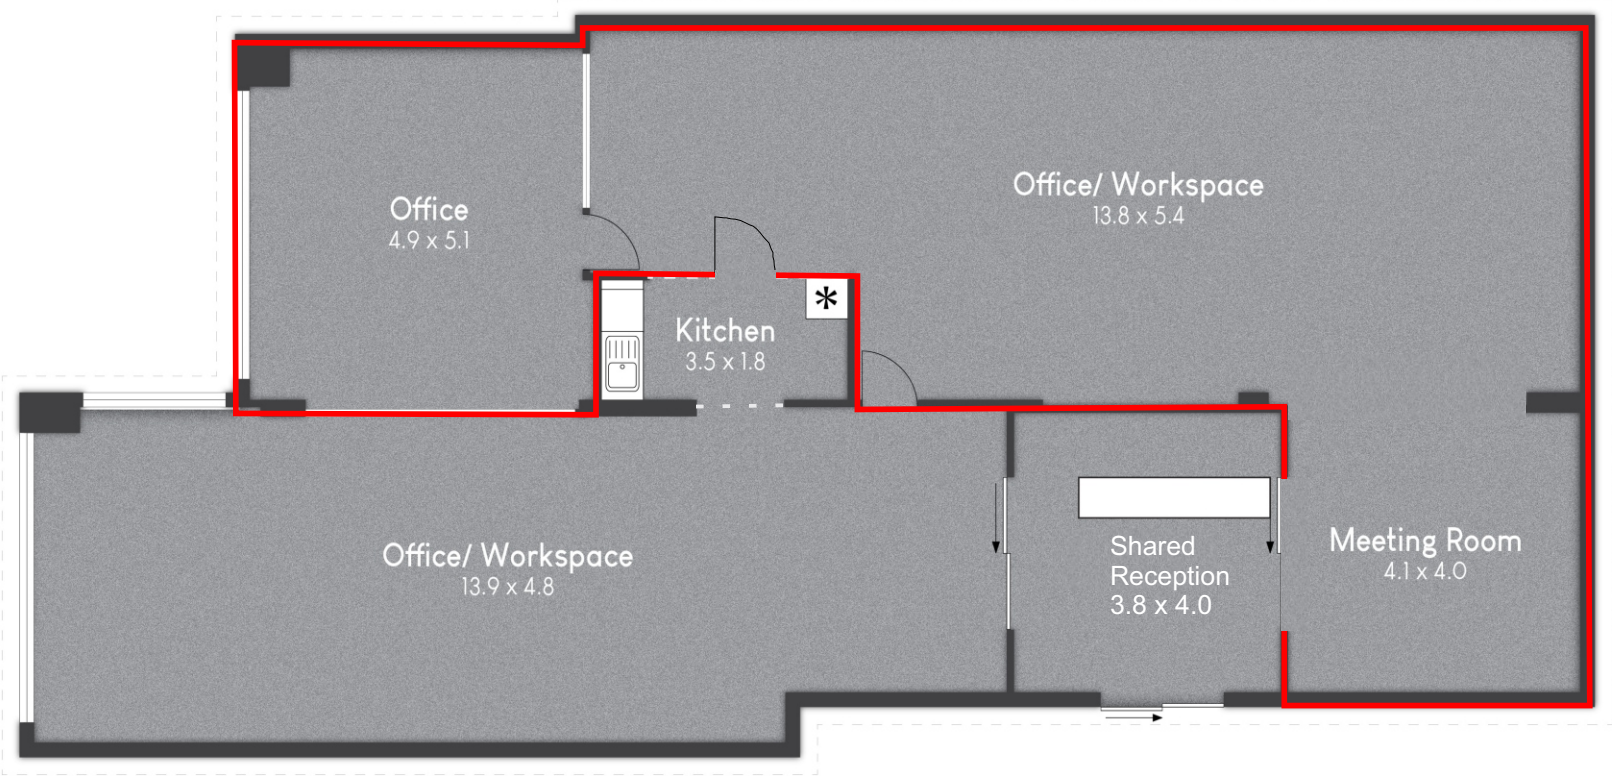 Office/ Workspace
13.8 x 5.4
Office
4.9 x 5.1
*
Kitchen
3.5 x 1.8
Office/ Workspace
13.9 x 4.8
Shared
Reception
3.8 x 4.0
Meeting Room
4.1 x 4.0